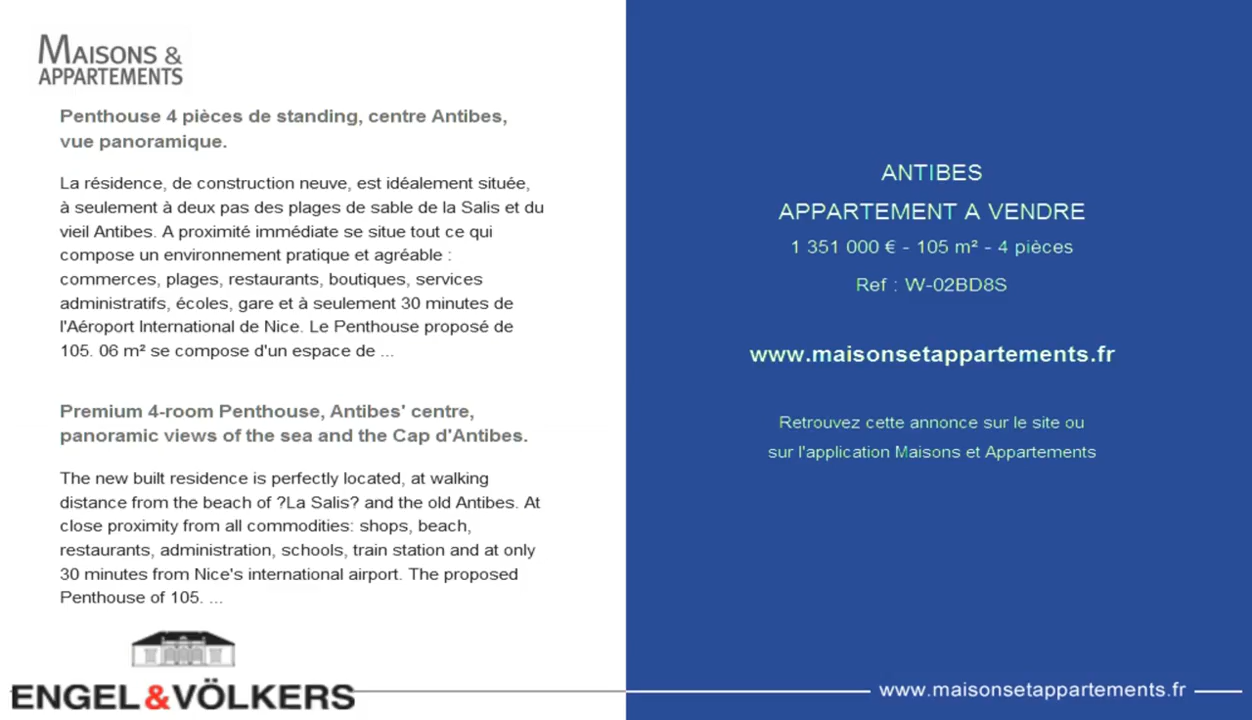 MAISONS &
APPARTEMENTS
Penthouse 4 pièces de standing, centre Antibes,
vue panoramique.
La résidence, de construction neuve, est idéalement située,
à seulement à deux pas des plages de sable de la Salis et du
vieil Antibes. A proximité immédiate se situe tout ce qui
compose un environnement pratique et agréable :
commerces, plages, restaurants, boutiques, services
administratifs, écoles, gare et à seulement 30 minutes de
l'Aéroport International de Nice. Le Penthouse proposé de
105. 06 m² se compose d'un espace de ...
Premium 4-room Penthouse, Antibes' centre,
panoramic views of the sea and the Cap d'Antibes.
The new built residence is perfectly located, at walking
distance from the beach of ?La Salis? and the old Antibes. At
close proximity from all commodities: shops, beach,
restaurants, administration, schools, train station and at only
30 minutes from Nice's international airport. The proposed
Penthouse of 105. ...
ENGEL&VÖLKERS
ANTIBES
APPARTEMENT A VENDRE
1 351 000 € - 105 m² - 4 pièces
Ref : W-02BD8S
www.maisonsetappartements.fr
Retrouvez cette annonce sur le site ou
sur l'application Maisons et Appartements
www.maisonsetappartements.fr